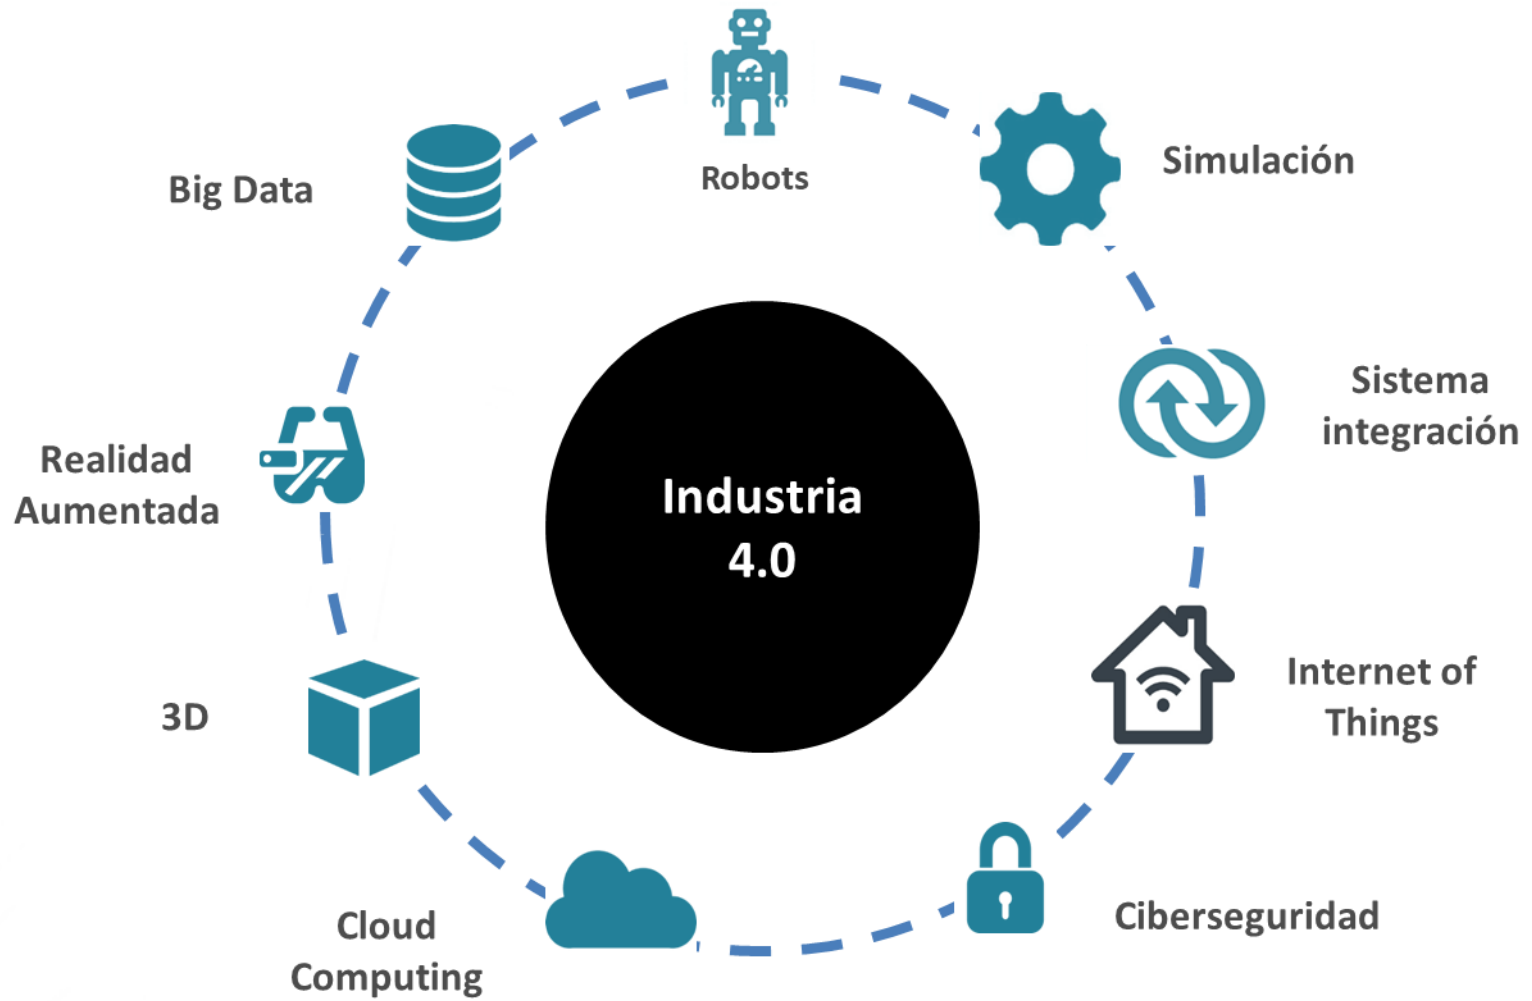 Robots
Simulación
Big Data
Sistema
integración
Realidad
Aumentada
Industria
4.0
Internet of
Things
3D
Ciberseguridad
Cloud
Computing